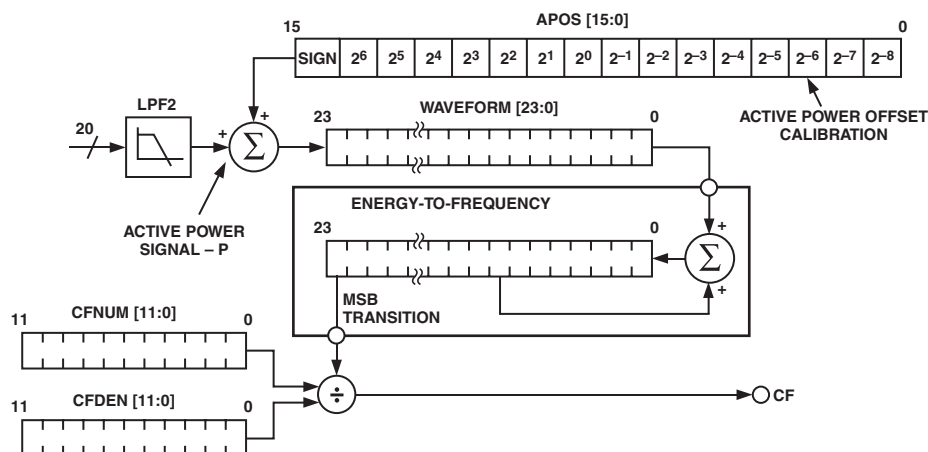 APOS [15:0]
15 0
SIGN 2⁶ 2⁵ 2⁴ 2³ 2² 2¹ 2⁰ 2⁻¹ 2⁻² 2⁻³ 2⁻⁴ 2⁻⁵ 2⁻⁶ 2⁻⁷ 2⁻⁸
LPF2
20
+
+
Σ
WAVEFORM [23:0]
23 0
ACTIVE POWER OFFSET
CALIBRATION
ACTIVE POWER
SIGNAL – P
ENERGY-TO-FREQUENCY
23 0
+
Σ
+
MSB
TRANSITION
CFNUM [11:0]
11 0
÷
CF
CFDEN [11:0]
11 0